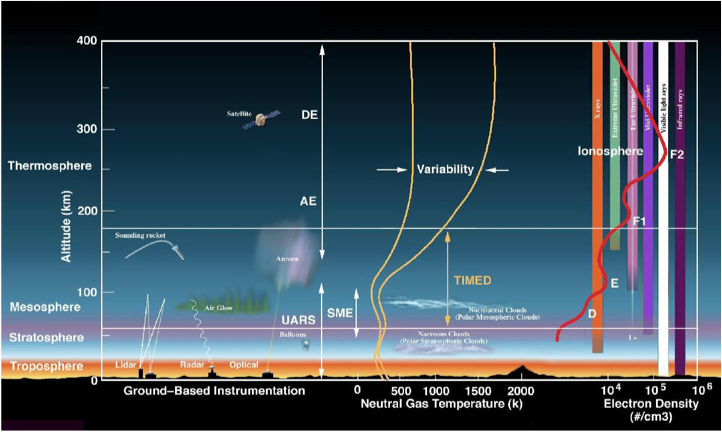 400
300
200
100
0
Altitude (km)
Thermosphere
Mesosphere
Stratosphere
Troposphere
Satellite
DE
AE
Sounding rocket
Aurora
Air Glow
UARS
SME
Balloons
Lidar
Radar
Optical
Ground–Based Instrumentation
Variability
TIMED
Noctilucent Clouds
(Polar Mesospheric Clouds)
Nacreous Clouds
(Polar Stratospheric Clouds)
0 500 1000 1500 2000
Neutral Gas Temperature (k)
X rays
Extreme Ultraviolet
Far Ultraviolet
Mid Ultraviolet
Visible light rays
Infrared rays
Ionosphere
F2
F1
E
D
10⁴ 10⁵ 10⁶
Electron Density
(#/cm3)